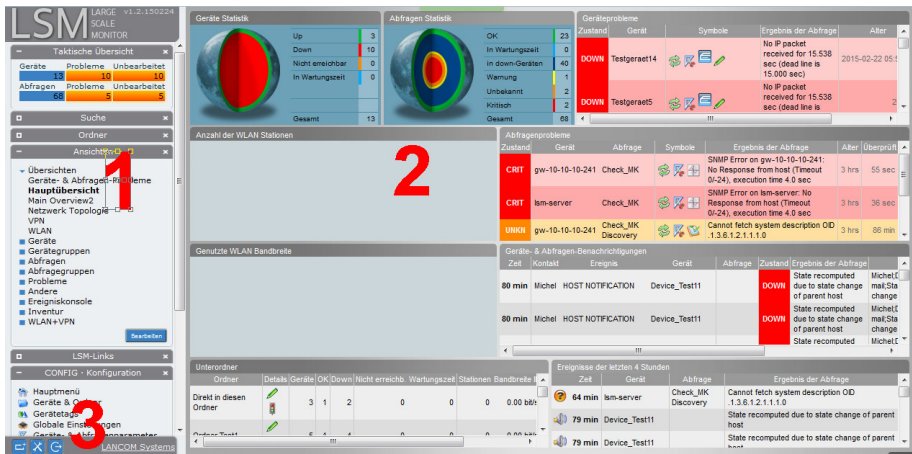 LSM LARGE SCALE MONITOR v1.2.150224
Taktische Übersicht
Geräte Probleme Unbearbeitet
13 10 10
Abfragen Probleme Unbearbeitet
68 5 5
Suche
Ordner
1
Übersichten
Geräte- & Abfragen-Probleme
Hauptübersicht
Main Overview2
Netzwerk Topologie
VPN
WLAN
Geräte
Gerätegruppen
Abfragen
Abfragegruppen
Probleme
Andere
Ereigniskonsole
Inventur
WLAN+VPN
Bearbeiten
LSM-Links
CONFIG - Konfiguration
Hauptmenü
Geräte & Ordner
Gerätetags
Globale Einstellungen
3
LANCOM Systems
Geräte Statistik
Up 3
Down 10
Nicht erreichbar 0
In Wartungszeit 0
Gesamt 13
Abfragen Statistik
OK 23
In Wartungszeit 0
in down-Geräten 40
Warnung 1
Unbekannt 2
Kritisch 2
Gesamt 68
Geräteprobleme
Zustand Gerät Symbole Ergebnis der Abfrage Alter
DOWN Testgeraet14 No IP packet received for 15.538 sec (dead line is 15.000 sec) 2015-02-22 05:
DOWN Testgeraet5 No IP packet received for 15.538 sec (dead line is 2
Anzahl der WLAN Stationen
2
Abfragenprobleme
Zustand Gerät Abfrage Symbole Ergebnis der Abfrage Alter Überprüft
CRIT gw-10-10-10-241 Check_MK SNMP Error on gw-10-10-10-241: No Response from host (Timeout 0/-24), execution time 4.0 sec 3 hrs 55 sec
CRIT lsm-server Check_MK SNMP Error on lsm-server: No Response from host (Timeout 0/-24), execution time 4.0 sec 3 hrs 36 sec
UNKN gw-10-10-10-241 Check_MK Discovery Cannot fetch system description OID .1.3.6.1.2.1.1.1.0 3 hrs 86 min
Genutzte WLAN Bandbreite
Geräte- & Abfragen-Benachrichtigungen
Zeit Kontakt Ereignis Gerät Abfrage Zustand Ergebnis der Abfrage
80 min Michel HOST NOTIFICATION Device_Test11 DOWN State recomputed due to state change of parent host Michel;D mail;Sta change
80 min Michel HOST NOTIFICATION Device_Test11 DOWN State recomputed due to state change of parent host Michel;D mail;Sta change
State recomputed Michel;D
Unterordner
Ordner Details Geräte OK Down Nicht erreichb. Wartungszeit Stationen Bandbreite
Direkt in diesen Ordner 3 1 2 0 0 0 0.00 bit/s
Ereignisse der letzten 4 Stunden
Zeit Gerät Abfrage Ergebnis der Abfrage
64 min lsm-server Check_MK Discovery Cannot fetch system description OID .1.3.6.1.2.1.1.1.0
79 min Device_Test11 State recomputed due to state change of parent host
79 min Device_Test11 State recomputed due to state change of parent